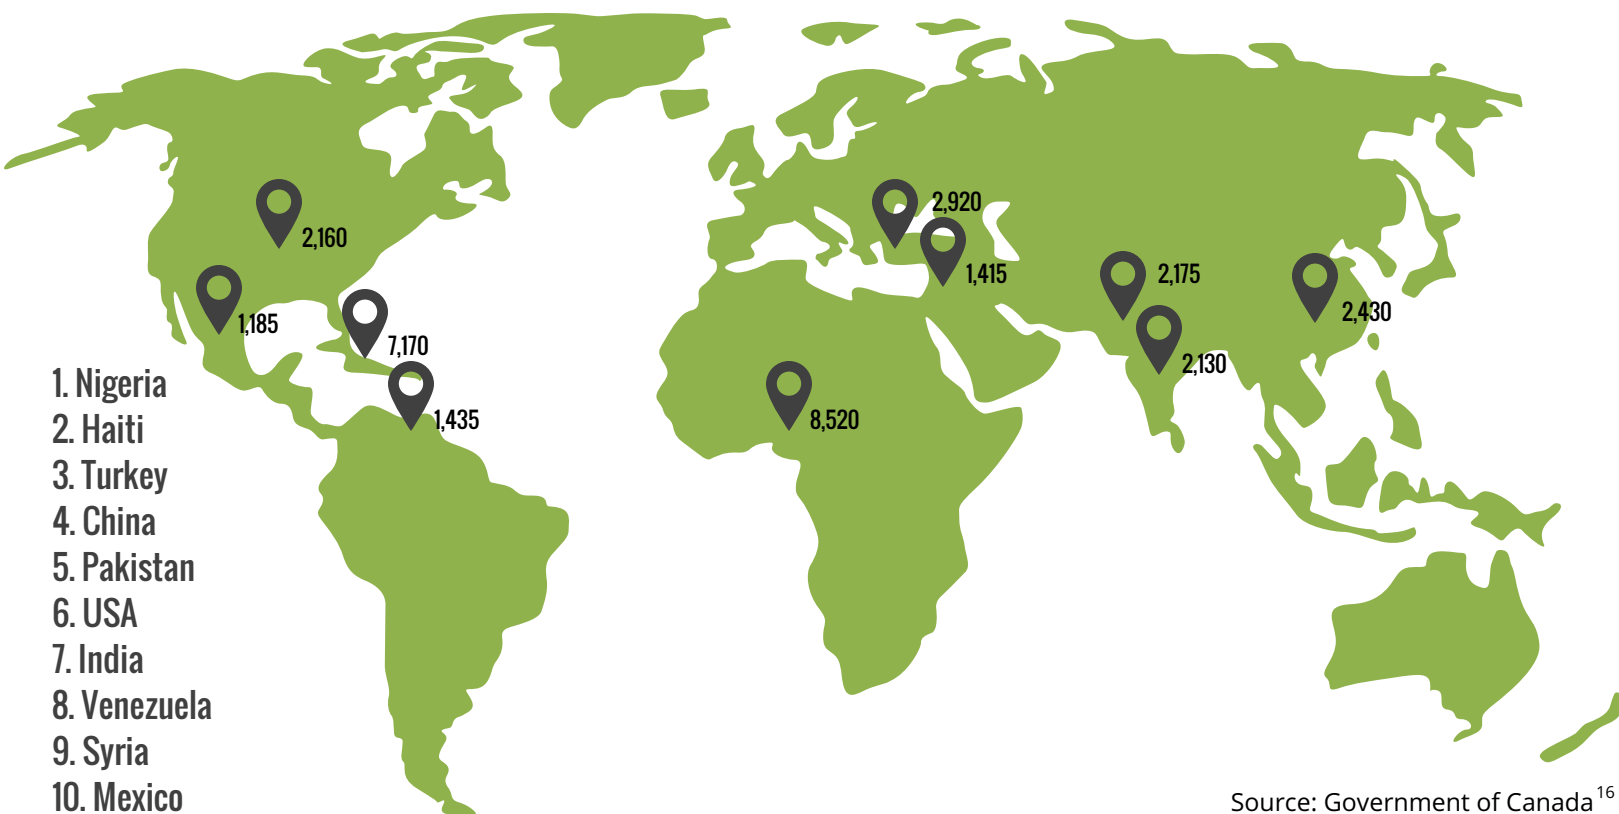 2,920
2,160
1,415
2,175
2,430
1,185
7,170
2,130
1,435
8,520
1. Nigeria
2. Haiti
3. Turkey
4. China
5. Pakistan
6. USA
7. India
8. Venezuela
9. Syria
10. Mexico
Source: Government of Canada 16